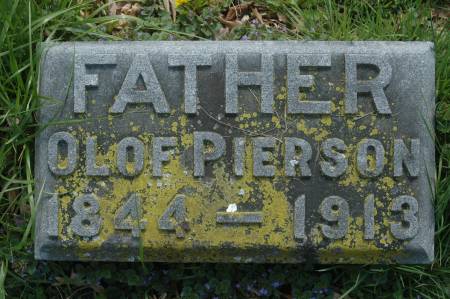 FATHER
OLOF PIERSON
1844 - 1913